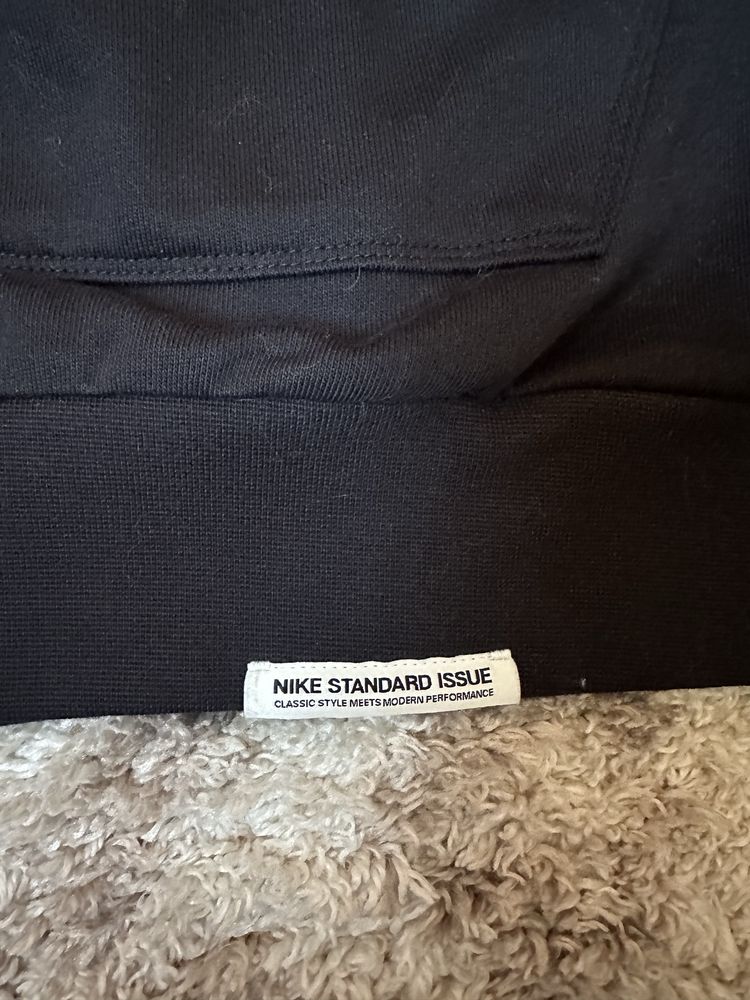 NIKE STANDARD ISSUE
CLASSIC STYLE MEETS MODERN PERFORMANCE